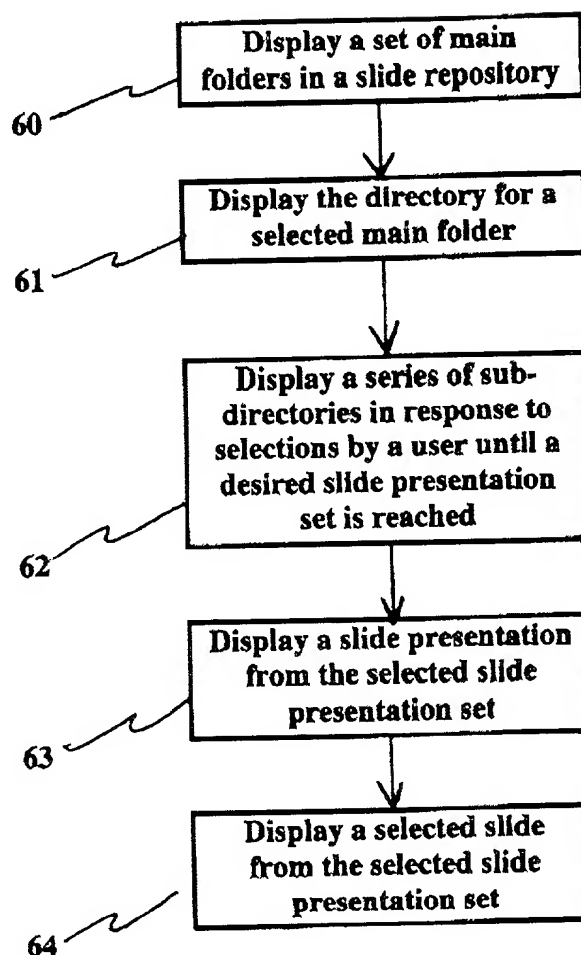 Display a set of main
folders in a slide repository
60
Display the directory for a
selected main folder
61
Display a series of sub-
directories in response to
selections by a user until a
desired slide presentation
set is reached
62
Display a slide presentation
from the selected slide
presentation set
63
Display a selected slide
from the selected slide
presentation set
64